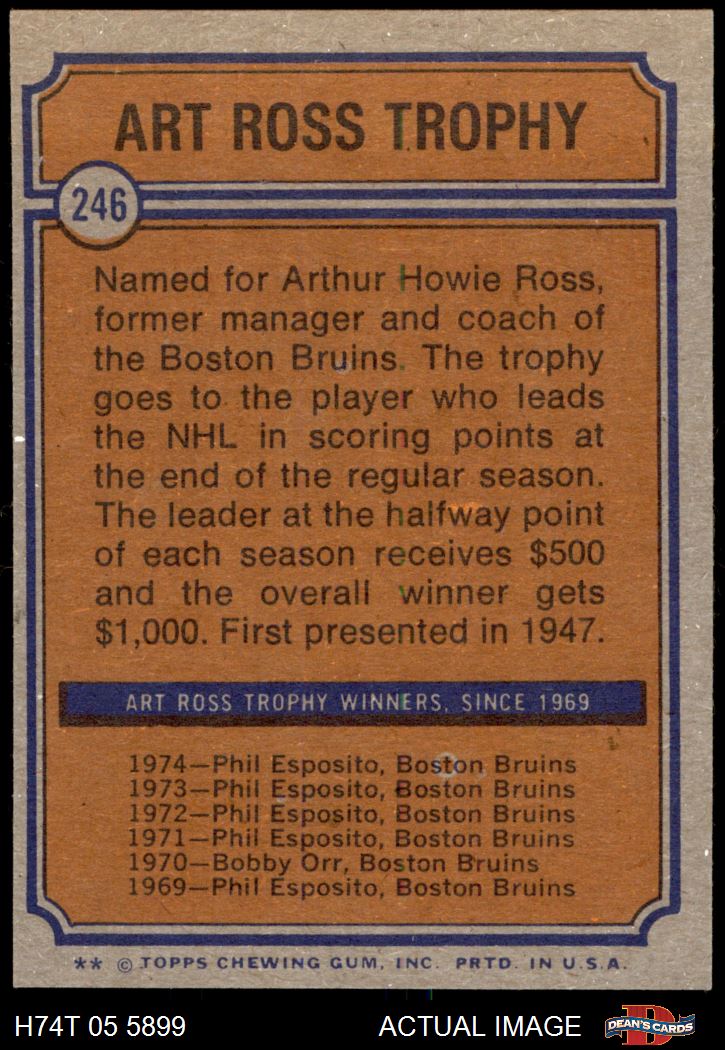 ART ROSS TROPHY
246
Named for Arthur Howie Ross,
former manager and coach of
the Boston Bruins. The trophy
goes to the player who leads
the NHL in scoring points at
the end of the regular season.
The leader at the halfway point
of each season receives $500
and the overall winner gets
$1,000. First presented in 1947.
ART ROSS TROPHY WINNERS, SINCE 1969
1974—Phil Esposito, Boston Bruins
1973—Phil Esposito, Boston Bruins
1972—Phil Esposito, Boston Bruins
1971—Phil Esposito, Boston Bruins
1970—Bobby Orr, Boston Bruins
1969—Phil Esposito, Boston Bruins
** © TOPPS CHEWING GUM, INC. PRTD. IN U.S.A.
H74T 05 5899 ACTUAL IMAGE
D
DEAN'S CARDS